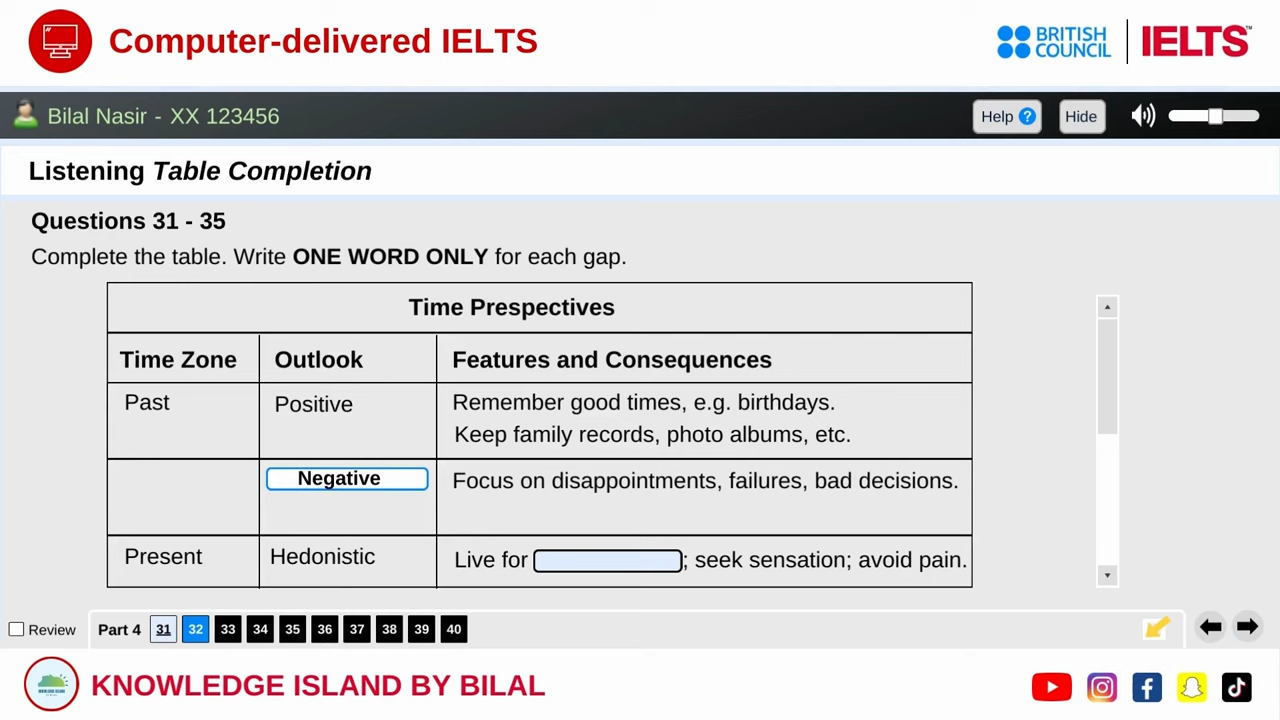 Computer-delivered IELTS
BRITISH
COUNCIL
IELTS™
Bilal Nasir - XX 123456
Help ?
Hide
Listening Table Completion
Questions 31 - 35
Complete the table. Write ONE WORD ONLY for each gap.
Time Prespectives
Time Zone
Outlook
Features and Consequences
Past
Positive
Remember good times, e.g. birthdays.
Keep family records, photo albums, etc.
Negative
Focus on disappointments, failures, bad decisions.
Present
Hedonistic
Live for ; seek sensation; avoid pain.
Review
Part 4
31 32 33 34 35 36 37 38 39 40
KNOWLEDGE ISLAND BY BILAL